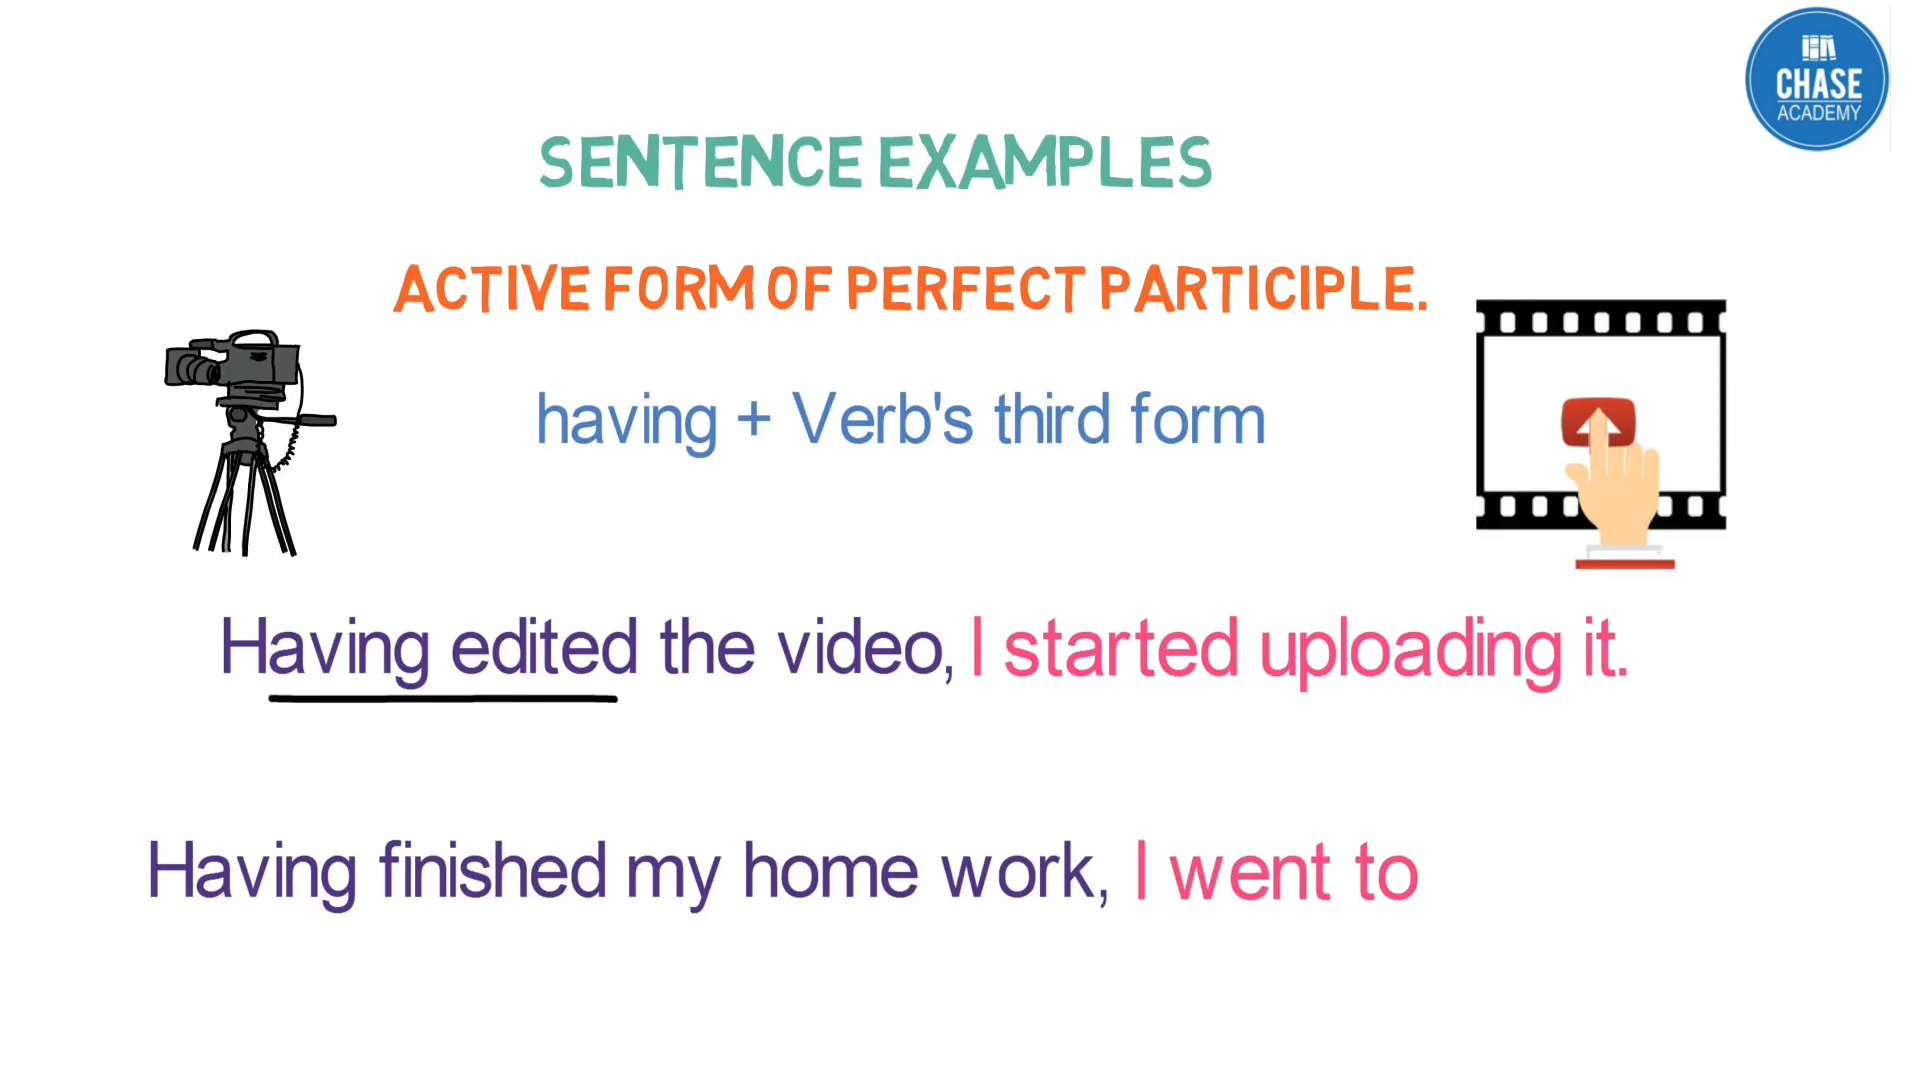 CHASE
ACADEMY
SENTENCE EXAMPLES
ACTIVE FORM OF PERFECT PARTICIPLE.
having + Verb's third form
Having edited the video, I started uploading it.
Having finished my home work, I went to